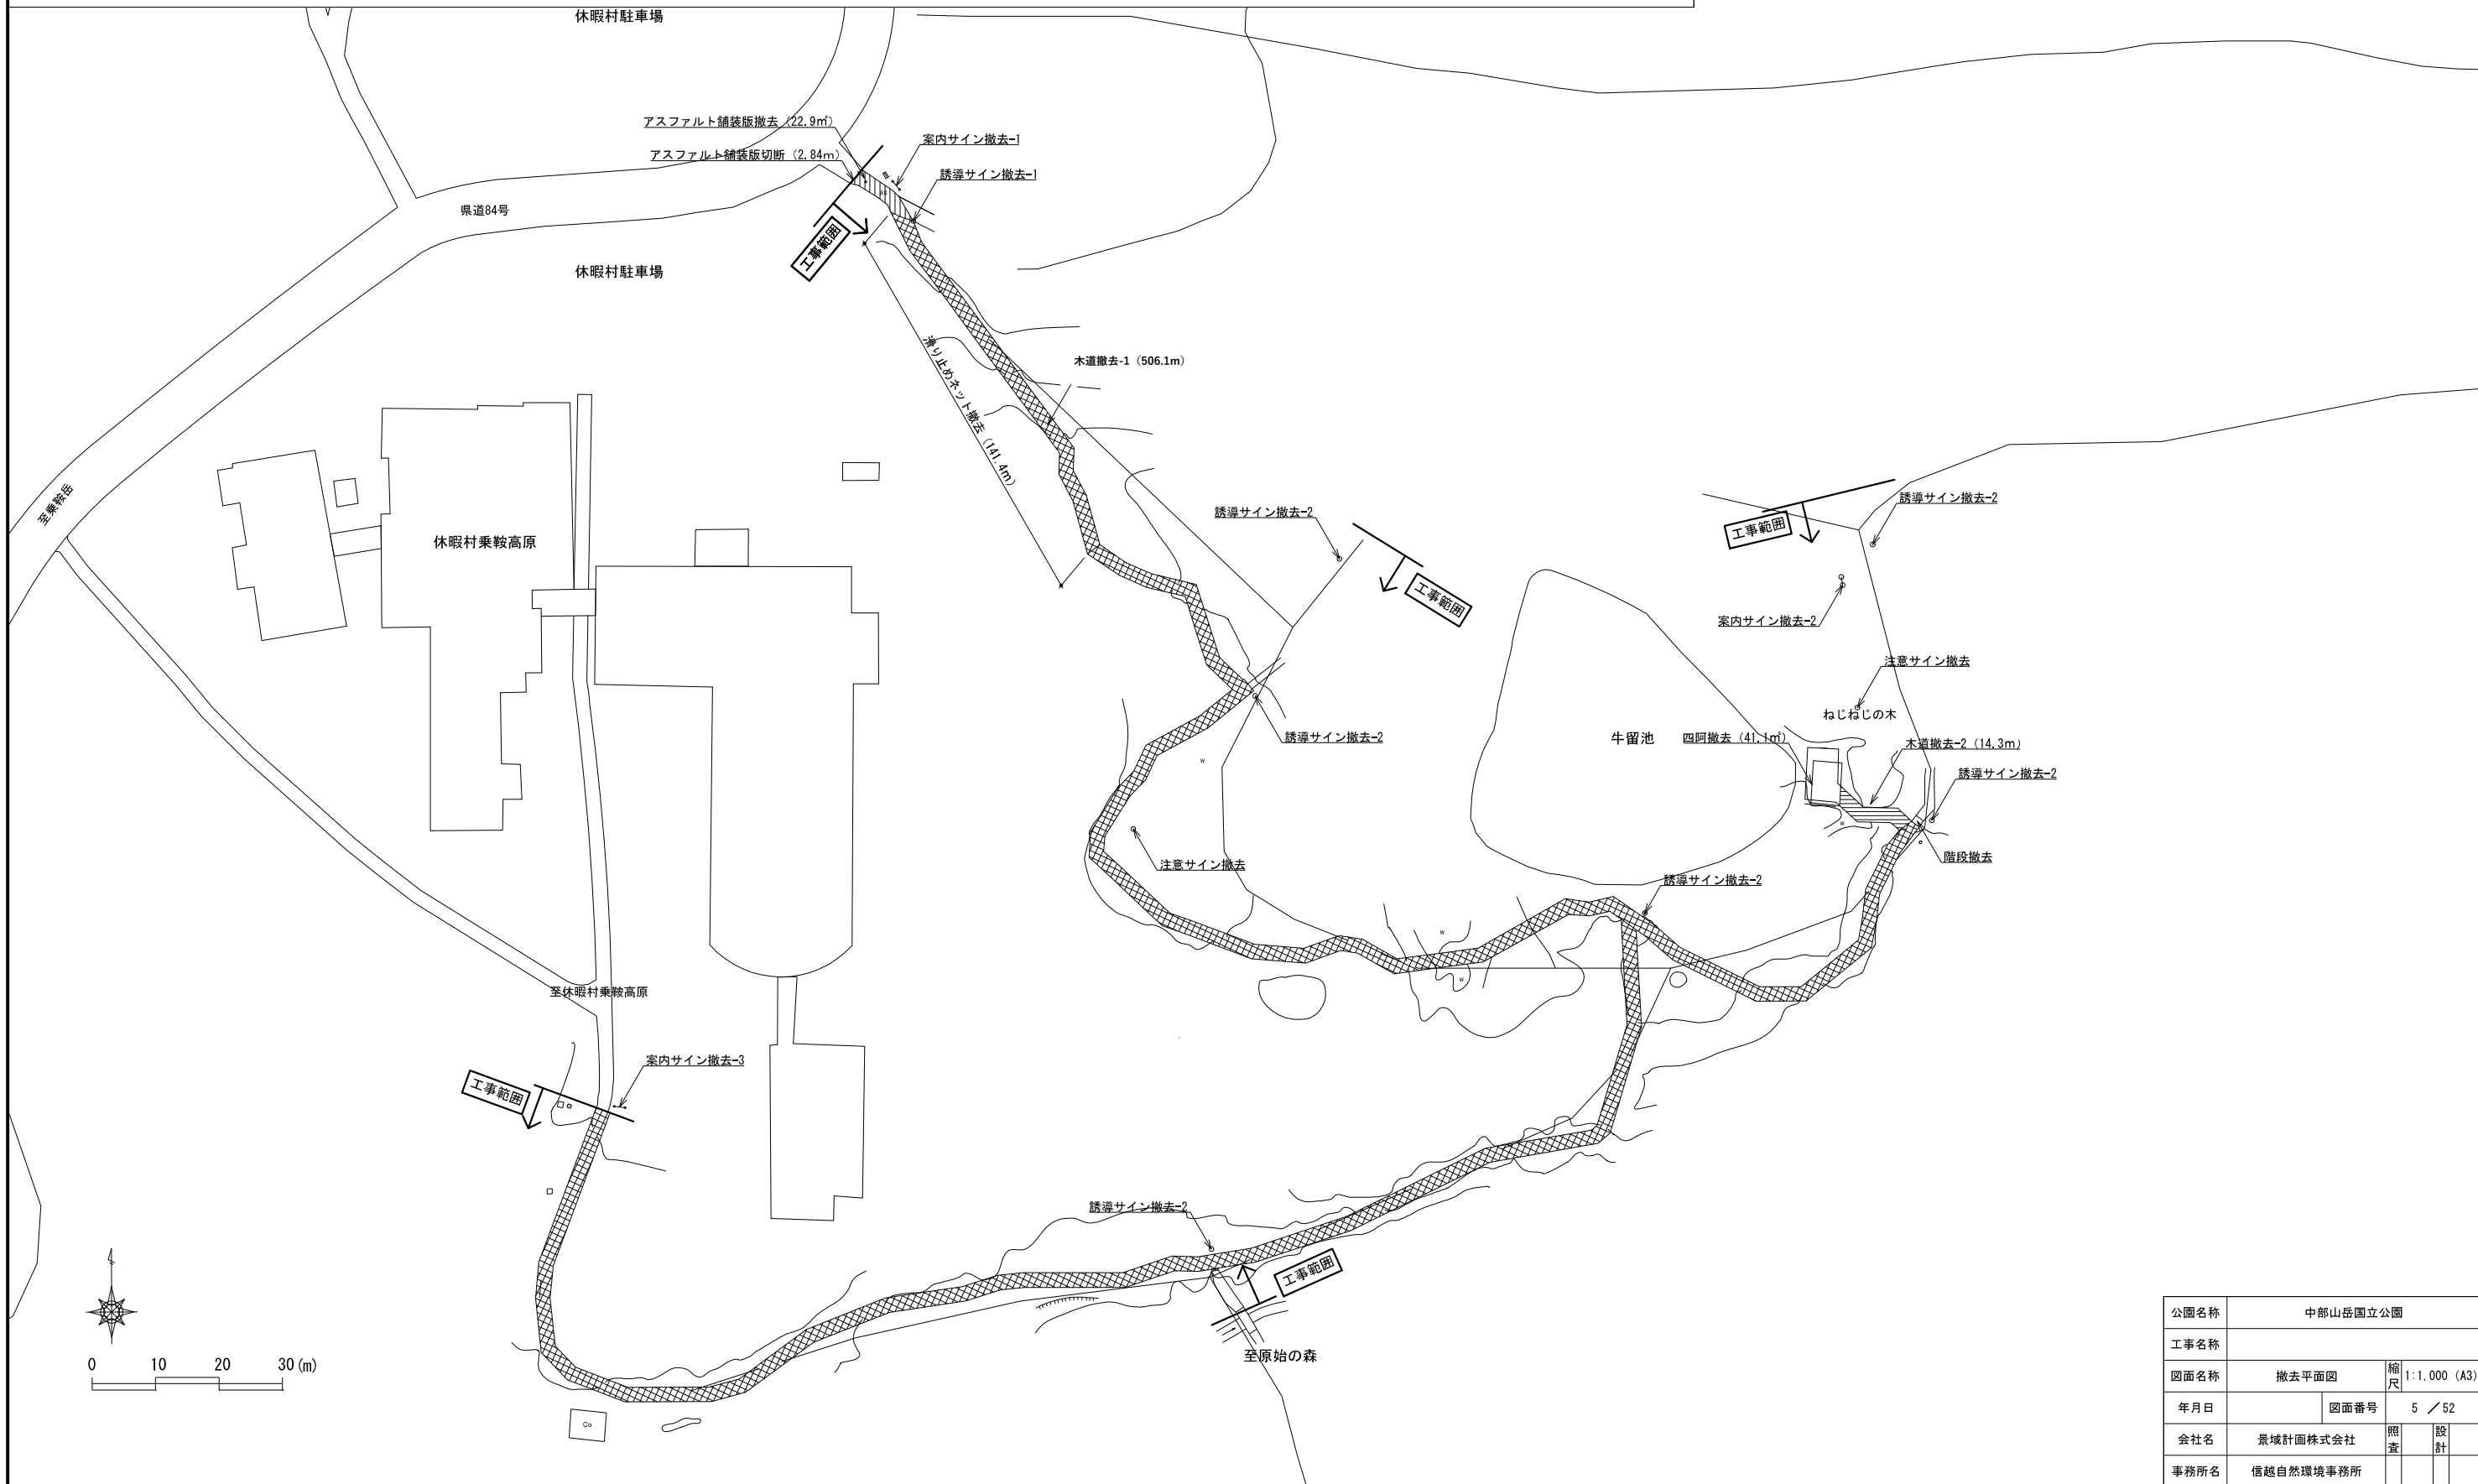 休暇村駐車場
アスファルト舗装版撤去（22.9㎡）
案内サイン撤去-1
アスファルト舗装版切断（2.84m）
誘導サイン撤去-1
県道84号
工事範囲
休暇村駐車場
滑り止めネット撤去（141.4m）
木道撤去-1（506.1m）
至乗鞍岳
休暇村乗鞍高原
誘導サイン撤去-2
工事範囲
工事範囲
誘導サイン撤去-2
案内サイン撤去-2
注意サイン撤去
ねじねじの木
誘導サイン撤去-2
牛留池
四阿撤去（41.1㎡）
木道撤去-2（14.3m）
誘導サイン撤去-2
W
W
階段撤去
注意サイン撤去
誘導サイン撤去-2
W
W
至休暇村乗鞍高原
案内サイン撤去-3
工事範囲
誘導サイン撤去-2
工事範囲
至原始の森
0 10 20 30(m)
Co
公園名称 中部山岳国立公園
工事名称
図面名称 撤去平面図 縮尺 1:1,000（A3）
年月日 図面番号 5 ／52
会社名 景域計画株式会社 照査 設計
事務所名 信越自然環境事務所